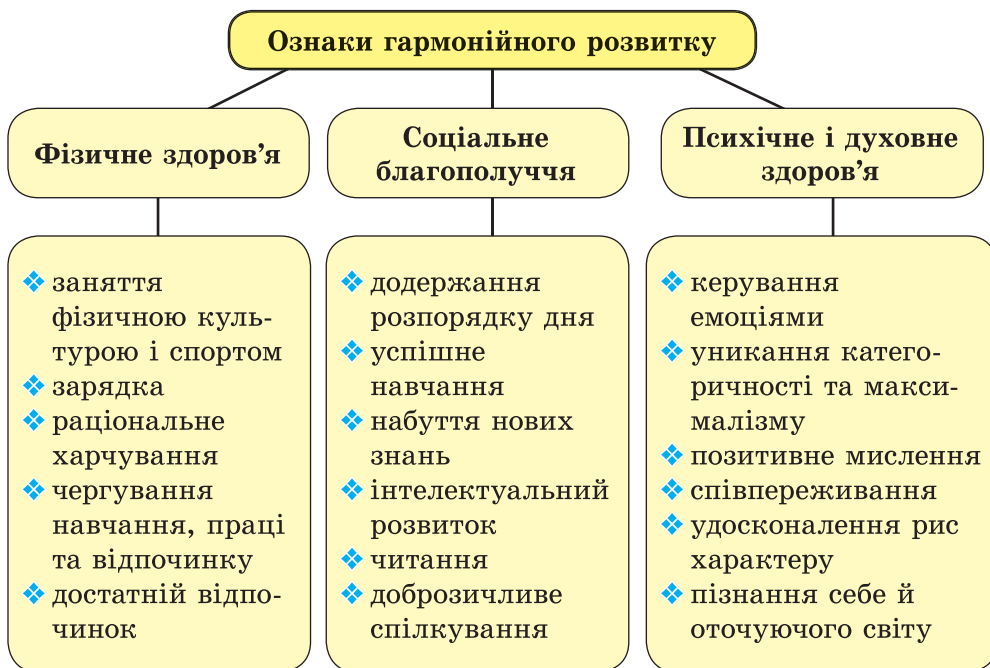 Ознаки гармонійного розвитку
Фізичне здоров’я
❖ заняття
фізичною куль-
турою і спортом
❖ зарядка
❖ раціональне
харчування
❖ чергування
навчання, праці
та відпочинку
❖ достатній відпо-
чинок
Соціальне
благополуччя
❖ додержання
розпорядку дня
❖ успішне
навчання
❖ набуття нових
знань
❖ інтелектуальний
розвиток
❖ читання
❖ доброзичливе
спілкування
Психічне і духовне
здоров’я
❖ керування
емоціями
❖ уникання катего-
ричності та макси-
малізму
❖ позитивне мислення
❖ співпереживання
❖ удосконалення рис
характеру
❖ пізнання себе й
оточуючого світу